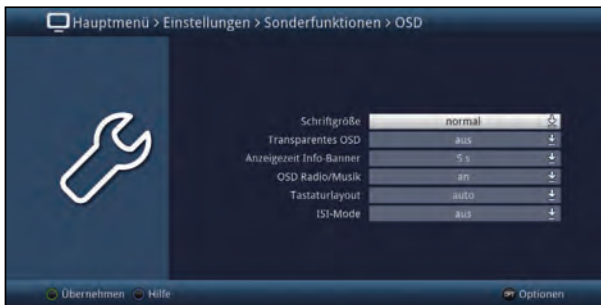 Hauptmenü > Einstellungen > Sonderfunktionen > OSD
Schriftgröße normal
Transparentes OSD aus
Anzeigezeit Info-Banner 5 s
OSD Radio/Musik an
Tastaturlayout auto
ISI-Mode aus
Übernehmen Hilfe OPT Optionen